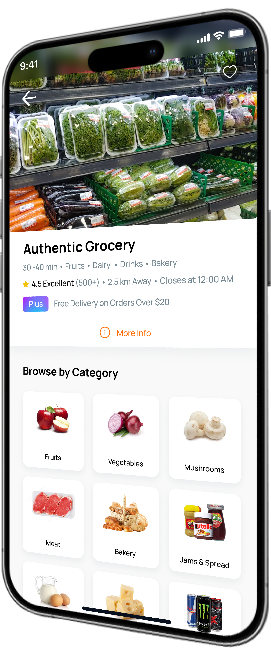 9:41
Authentic Grocery
30-40min • Fruits • Dairy • Drinks • Bakery
4.5 Excellent (500+) • 2.5 km Away • Closes at 12:00 AM
Plus Free Delivery on Orders Over $20
More info
Browse by Category
Fruits Vegetables Mushrooms
Meat Bakery Jams & Spread